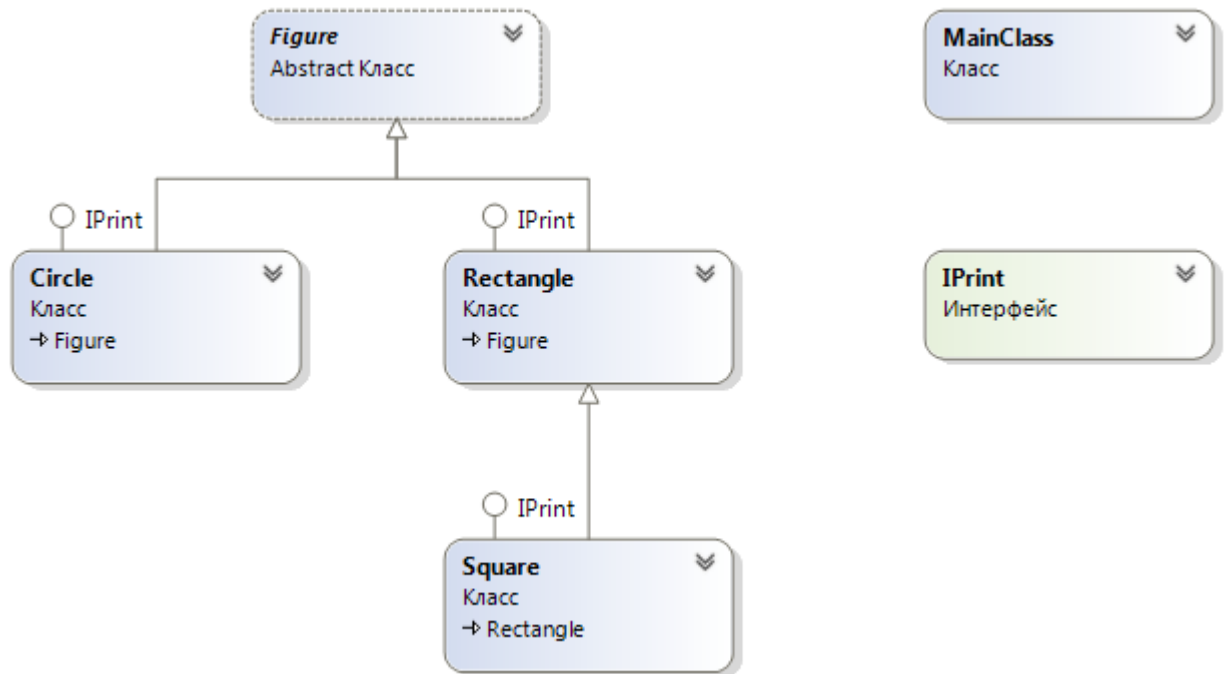 Figure
Abstract Класс
MainClass
Класс
IPrint
IPrint
Circle
Класс
Figure
Rectangle
Класс
Figure
IPrint
Интерфейс
IPrint
Square
Класс
Rectangle